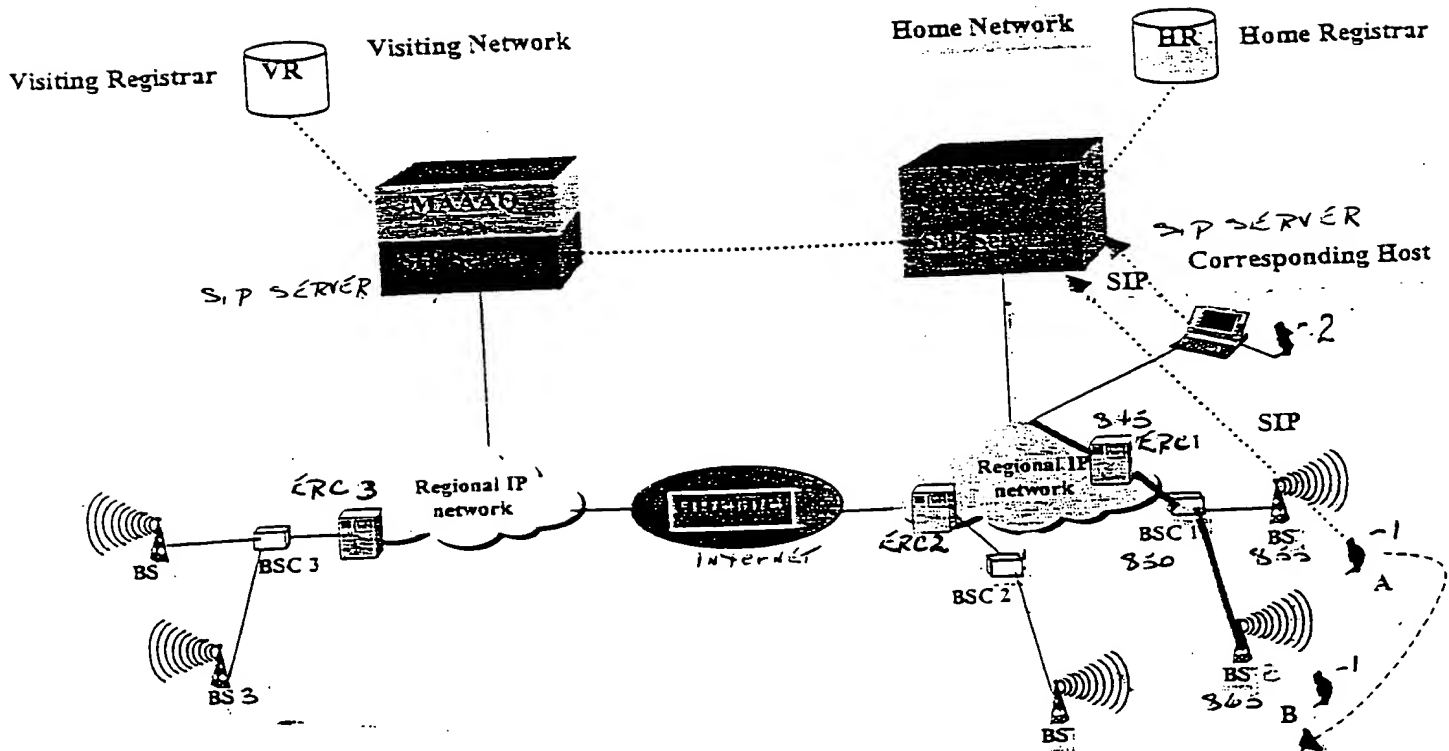 Visiting Network
Home Network
HR
Home Registrar
Visiting Registrar
VR
MAAAQ
SIP SERVER
SIP SERVER
Corresponding Host
SIP
-2
845
ERC1
SIP
Regional IP
network
ERC 3
Regional IP
network
INTERNET
ERC2
BS
BSC 3
BSC 2
BSC 1
850
BS
855
-1
A
BS 3
BS
BS 2
865
-1
B